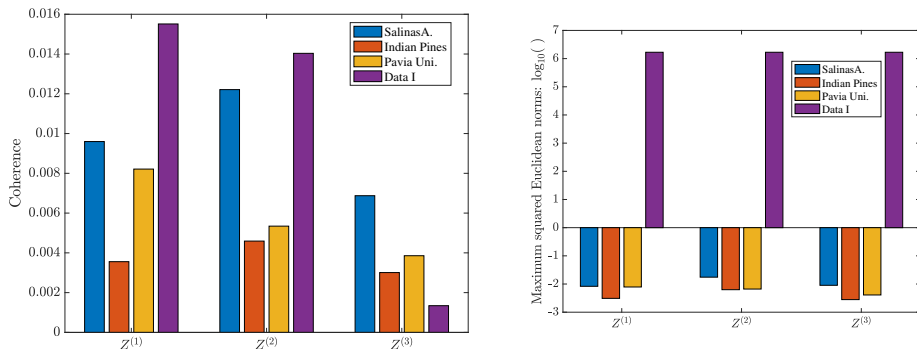 0.016
0.014
0.012
0.01
0.008
0.006
0.004
0.002
0
Coherence
SalinasA.
Indian Pines
Pavia Uni.
Data I
Z^(1)
Z^(2)
Z^(3)
7
6
5
4
3
2
1
0
-1
-2
-3
Maximum squared Euclidean norms: log₁₀( )
SalinasA.
Indian Pines
Pavia Uni.
Data I
Z^(1)
Z^(2)
Z^(3)